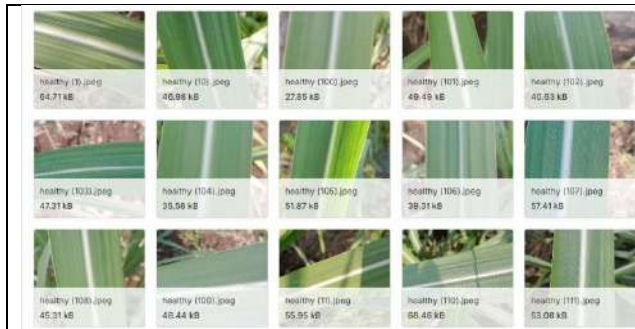 healthy (1).jpeg
64.71 kB
healthy (10).jpeg
46.98 kB
healthy (100).jpeg
27.85 kB
healthy (101).jpeg
49.49 kB
healthy (102).jpeg
40.63 kB
healthy (103).jpeg
47.31 kB
healthy (104).jpeg
35.56 kB
healthy (105).jpeg
51.87 kB
healthy (106).jpeg
39.31 kB
healthy (107).jpeg
57.41 kB
healthy (108).jpeg
45.31 kB
healthy (109).jpeg
48.44 kB
healthy (11).jpeg
55.95 kB
healthy (110).jpeg
66.46 kB
healthy (111).jpeg
53.08 kB